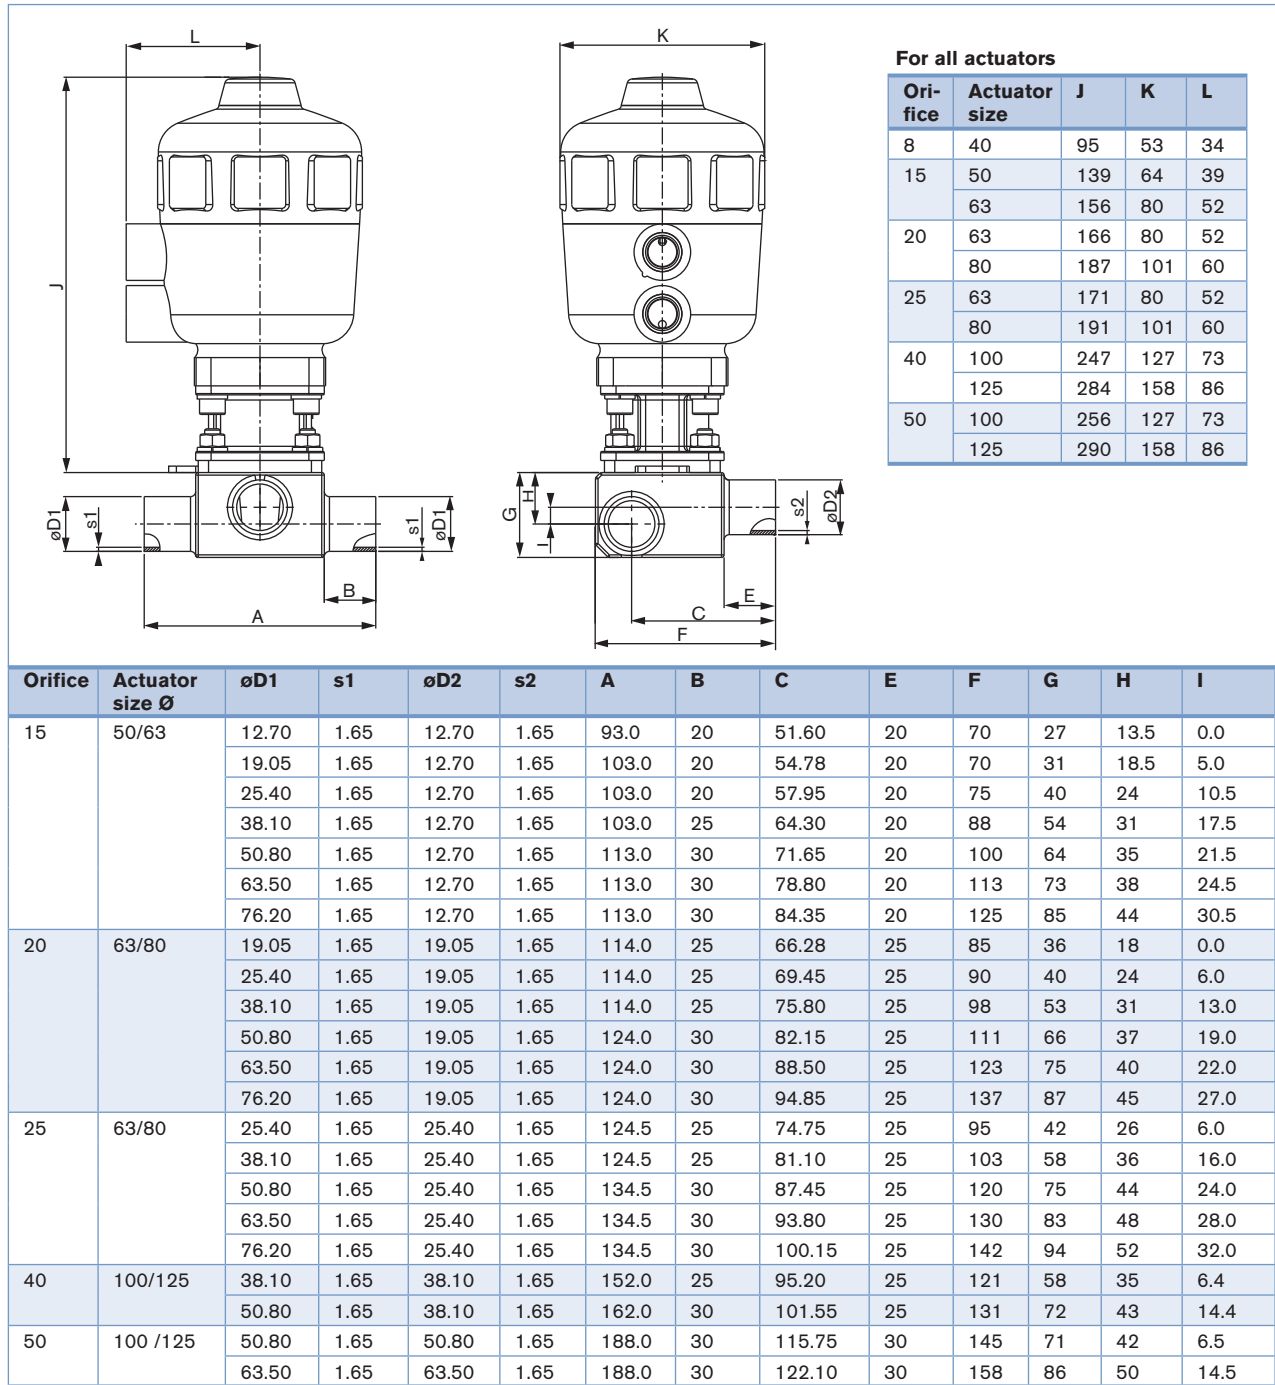 L
K
J
øD1
s1
s1
øD1
B
A
G
H
I
s2
øD2
E
C
F
For all actuators
Ori-fice Actuator size J K L
8 40 95 53 34
15 50 139 64 39
63 156 80 52
20 63 166 80 52
80 187 101 60
25 63 171 80 52
80 191 101 60
40 100 247 127 73
125 284 158 86
50 100 256 127 73
125 290 158 86
Orifice Actuator size Ø øD1 s1 øD2 s2 A B C E F G H I
15 50/63 12.70 1.65 12.70 1.65 93.0 20 51.60 20 70 27 13.5 0.0
19.05 1.65 12.70 1.65 103.0 20 54.78 20 70 31 18.5 5.0
25.40 1.65 12.70 1.65 103.0 20 57.95 20 75 40 24 10.5
38.10 1.65 12.70 1.65 103.0 25 64.30 20 88 54 31 17.5
50.80 1.65 12.70 1.65 113.0 30 71.65 20 100 64 35 21.5
63.50 1.65 12.70 1.65 113.0 30 78.80 20 113 73 38 24.5
76.20 1.65 12.70 1.65 113.0 30 84.35 20 125 85 44 30.5
20 63/80 19.05 1.65 19.05 1.65 114.0 25 66.28 25 85 36 18 0.0
25.40 1.65 19.05 1.65 114.0 25 69.45 25 90 40 24 6.0
38.10 1.65 19.05 1.65 114.0 25 75.80 25 98 53 31 13.0
50.80 1.65 19.05 1.65 124.0 30 82.15 25 111 66 37 19.0
63.50 1.65 19.05 1.65 124.0 30 88.50 25 123 75 40 22.0
76.20 1.65 19.05 1.65 124.0 30 94.85 25 137 87 45 27.0
25 63/80 25.40 1.65 25.40 1.65 124.5 25 74.75 25 95 42 26 6.0
38.10 1.65 25.40 1.65 124.5 25 81.10 25 103 58 36 16.0
50.80 1.65 25.40 1.65 134.5 30 87.45 25 120 75 44 24.0
63.50 1.65 25.40 1.65 134.5 30 93.80 25 130 83 48 28.0
76.20 1.65 25.40 1.65 134.5 30 100.15 25 142 94 52 32.0
40 100/125 38.10 1.65 38.10 1.65 152.0 25 95.20 25 121 58 35 6.4
50.80 1.65 38.10 1.65 162.0 30 101.55 25 131 72 43 14.4
50 100 /125 50.80 1.65 50.80 1.65 188.0 30 115.75 30 145 71 42 6.5
63.50 1.65 63.50 1.65 188.0 30 122.10 30 158 86 50 14.5